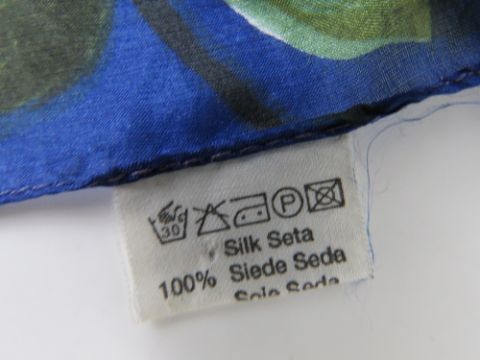 30 P
Silk Seta
100% Siede Seda
Soie Seda